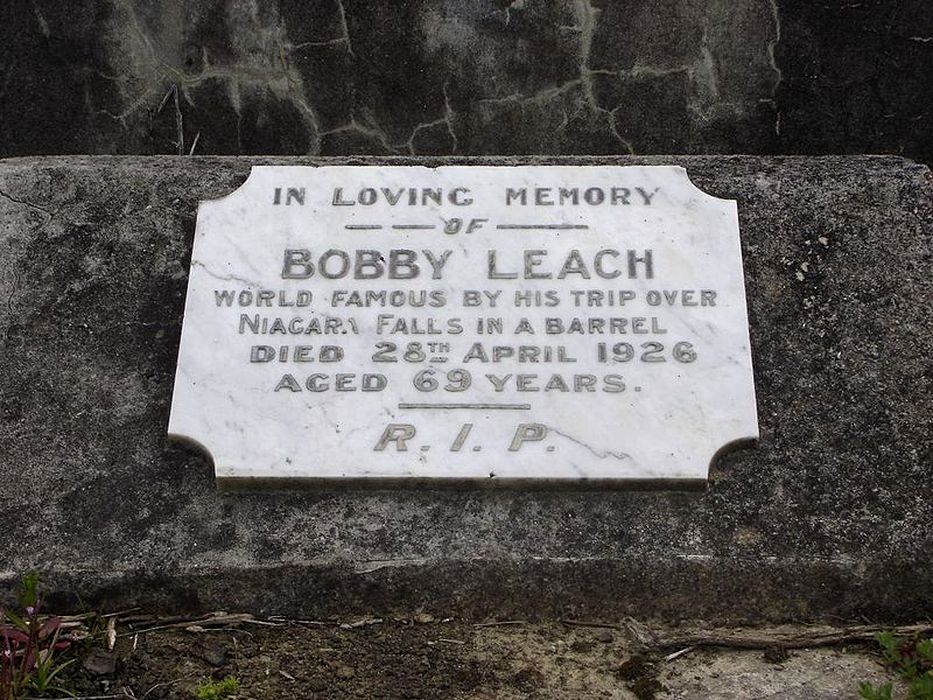 IN LOVING MEMORY
OF
BOBBY LEACH
WORLD FAMOUS BY HIS TRIP OVER
NIAGARA FALLS IN A BARREL
DIED 28TH APRIL 1926
AGED 69 YEARS.
R.I.P.